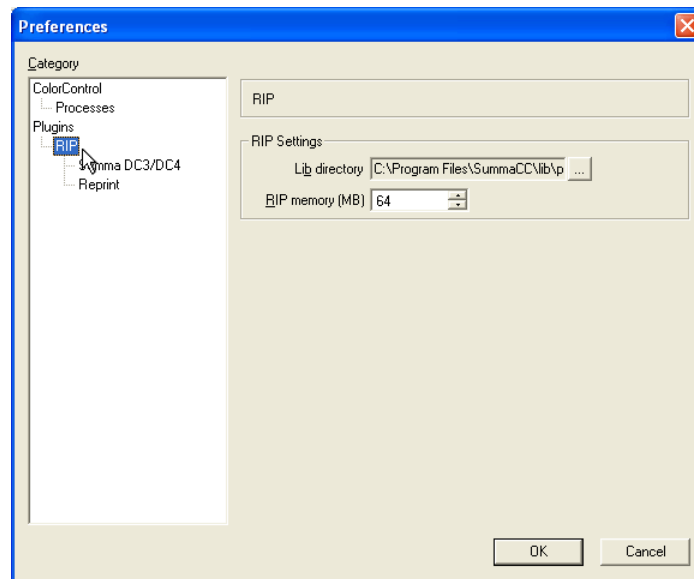 Preferences
Category
ColorControl
Processes
Plugins
RIP
Summa DC3/DC4
Reprint
RIP
RIP Settings
Lib directory C:\Program Files\SummaCC\lib\p ...
RIP memory (MB) 64
OK Cancel